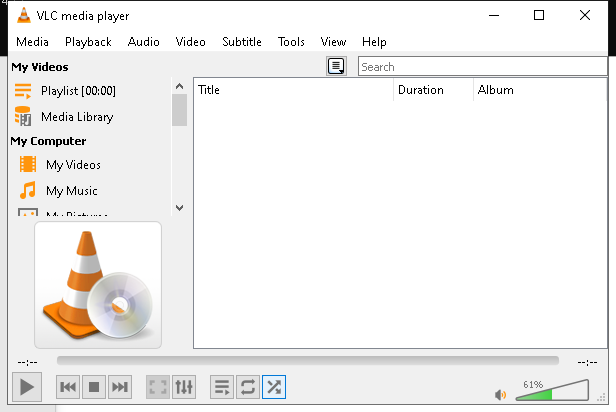 VLC media player
Media Playback Audio Video Subtitle Tools View Help
My Videos
Search
Playlist [00:00]
Title Duration Album
Media Library
My Computer
My Videos
My Music
My Pictures
--:-- --:--
61%